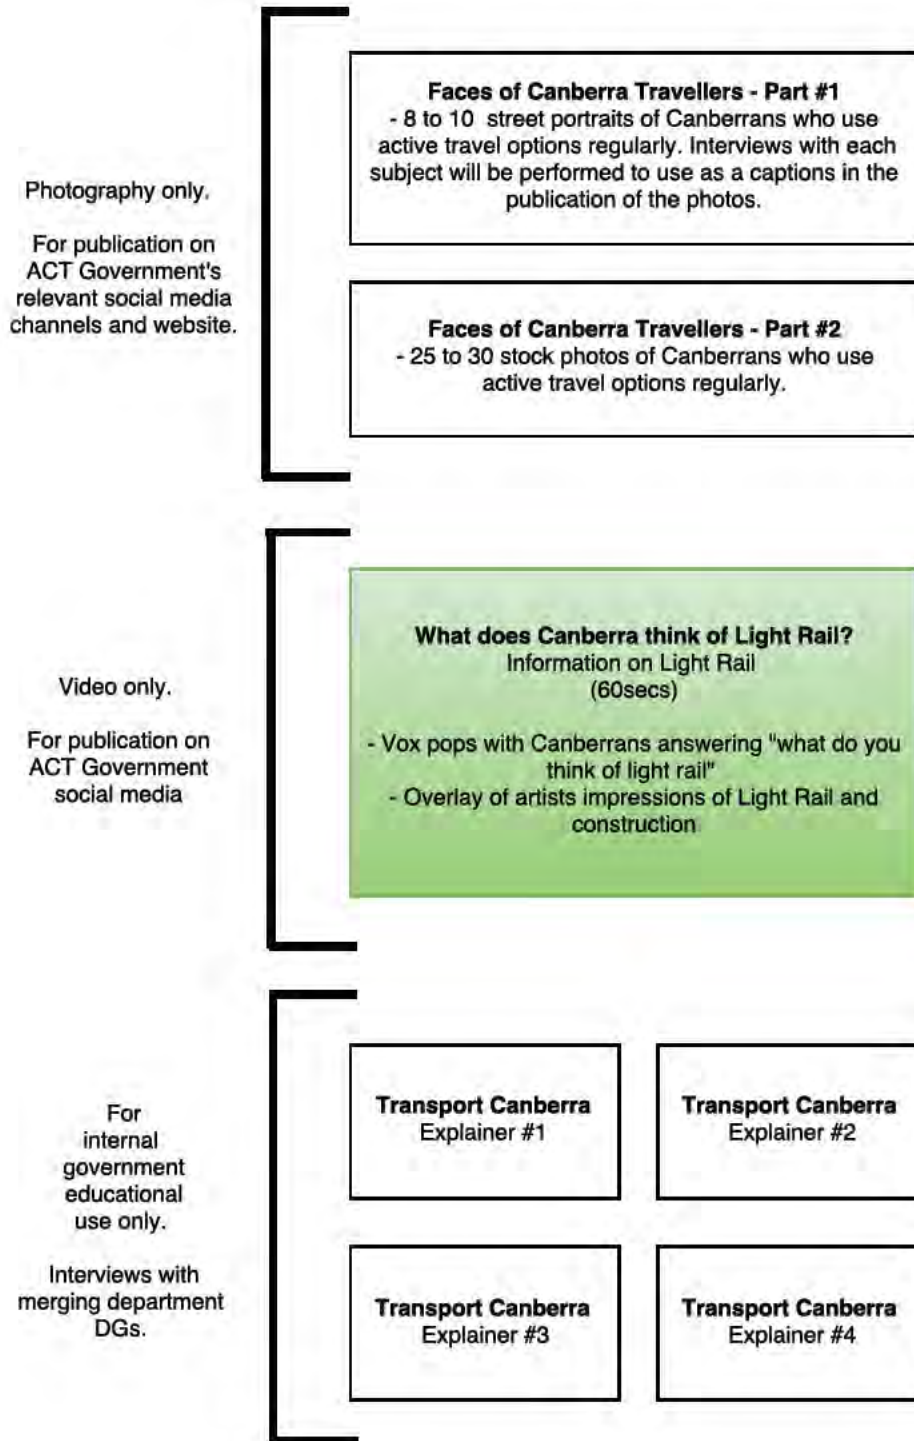 Photography only.
For publication on
ACT Government's
relevant social media
channels and website.
Faces of Canberra Travellers - Part #1
- 8 to 10 street portraits of Canberrans who use
active travel options regularly. Interviews with each
subject will be performed to use as a captions in the
publication of the photos.
Faces of Canberra Travellers - Part #2
- 25 to 30 stock photos of Canberrans who use
active travel options regularly.
Video only.
For publication on
ACT Government
social media
What does Canberra think of Light Rail?
Information on Light Rail
(60secs)
- Vox pops with Canberrans answering "what do you
think of light rail"
- Overlay of artists impressions of Light Rail and
construction
For
internal
government
educational
use only.
Interviews with
merging department
DGs.
Transport Canberra
Explainer #1
Transport Canberra
Explainer #2
Transport Canberra
Explainer #3
Transport Canberra
Explainer #4